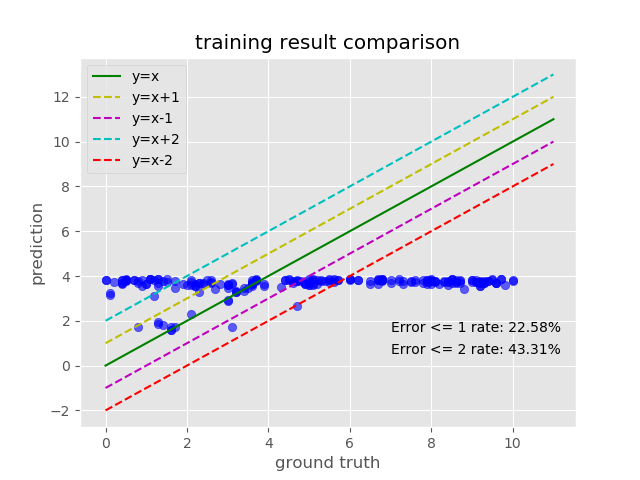 training result comparison
y=x
y=x+1
y=x-1
y=x+2
y=x-2
12
10
8
6
4
2
0
−2
prediction
Error <= 1 rate: 22.58%
Error <= 2 rate: 43.31%
0 2 4 6 8 10
ground truth